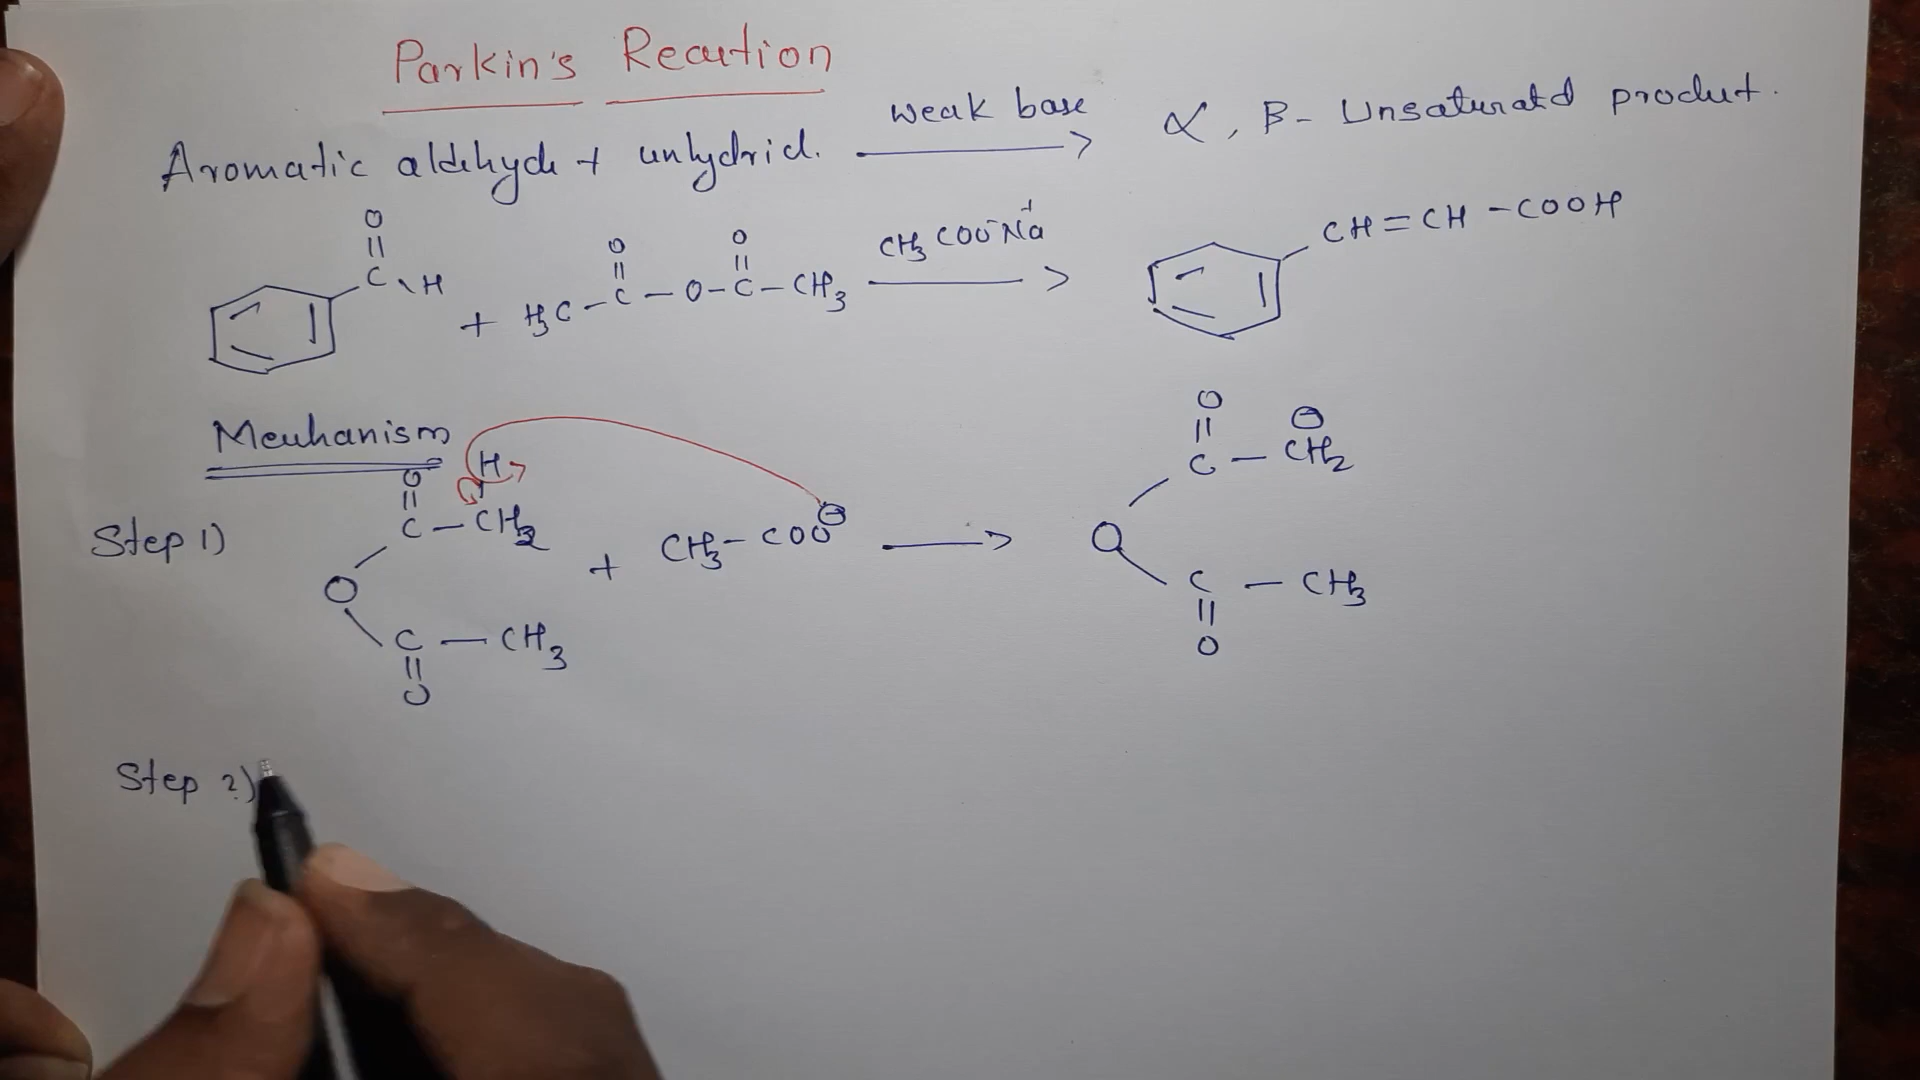 Parkin's Reaction
Aromatic aldehyde + anhydrid. weak base → α, β- Unsaturated product.
O
||
C H
+ H3C - C - O - C - CH3
O
||
O
||
CH3COO⁻Na⁺
→
CH = CH - COOH
Mechanism
Step 1)
O
||
C - CH2
H
O
C - CH3
||
O
+ CH3 - COO⊖ →
O
||
C - CH2
⊖
O
C - CH3
||
O
Step 2)